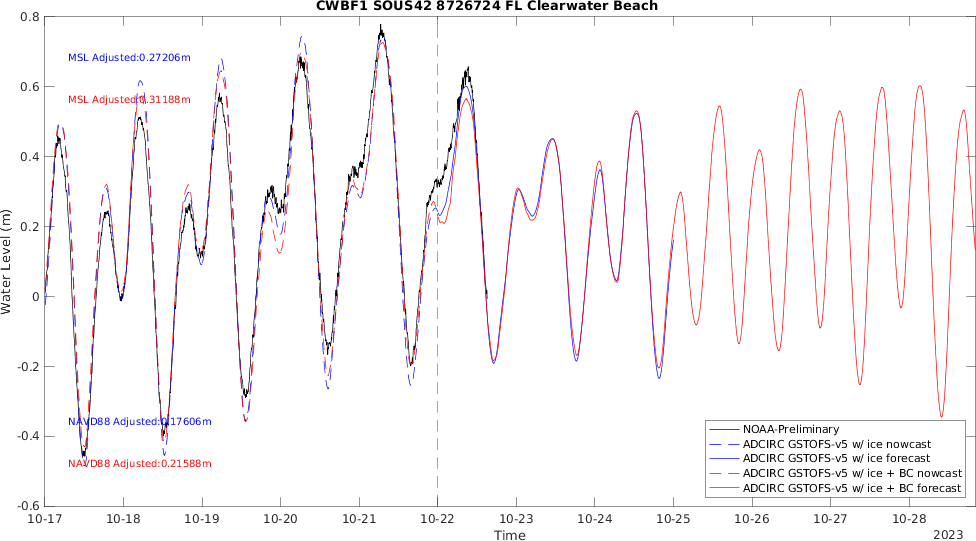 CWBF1 SOUS42 8726724 FL Clearwater Beach
0.8
0.6
0.4
0.2
0
-0.2
-0.4
-0.6
Water Level (m)
MSL Adjusted:0.27206m
MSL Adjusted:0.31188m
NAVD88 Adjusted:0.17606m
NAVD88 Adjusted:0.21588m
NOAA-Preliminary
ADCIRC GSTOFS-v5 w/ ice nowcast
ADCIRC GSTOFS-v5 w/ ice forecast
ADCIRC GSTOFS-v5 w/ ice + BC nowcast
ADCIRC GSTOFS-v5 w/ ice + BC forecast
10-17 10-18 10-19 10-20 10-21 10-22 10-23 10-24 10-25 10-26 10-27 10-28
Time
2023